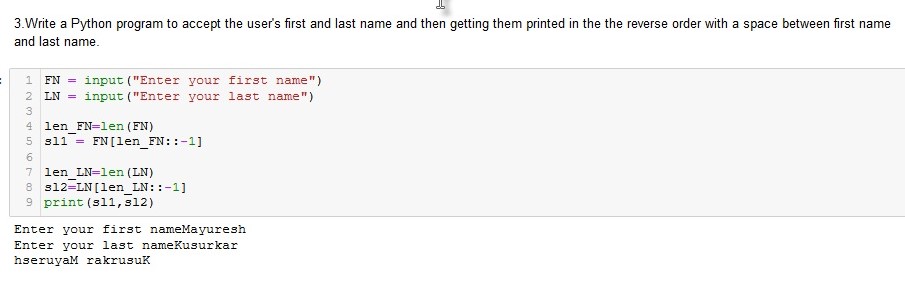 3.Write a Python program to accept the user's first and last name and then getting them printed in the the reverse order with a space between first name
and last name.
1 FN = input("Enter your first name")
2 LN = input("Enter your last name")
3
4 len_FN=len(FN)
5 sl1 = FN[len_FN::-1]
6
7 len_LN=len(LN)
8 sl2=LN[len_LN::-1]
9 print(sl1,sl2)
Enter your first nameMayuresh
Enter your last nameKusurkar
hseruyaM rakrusuK